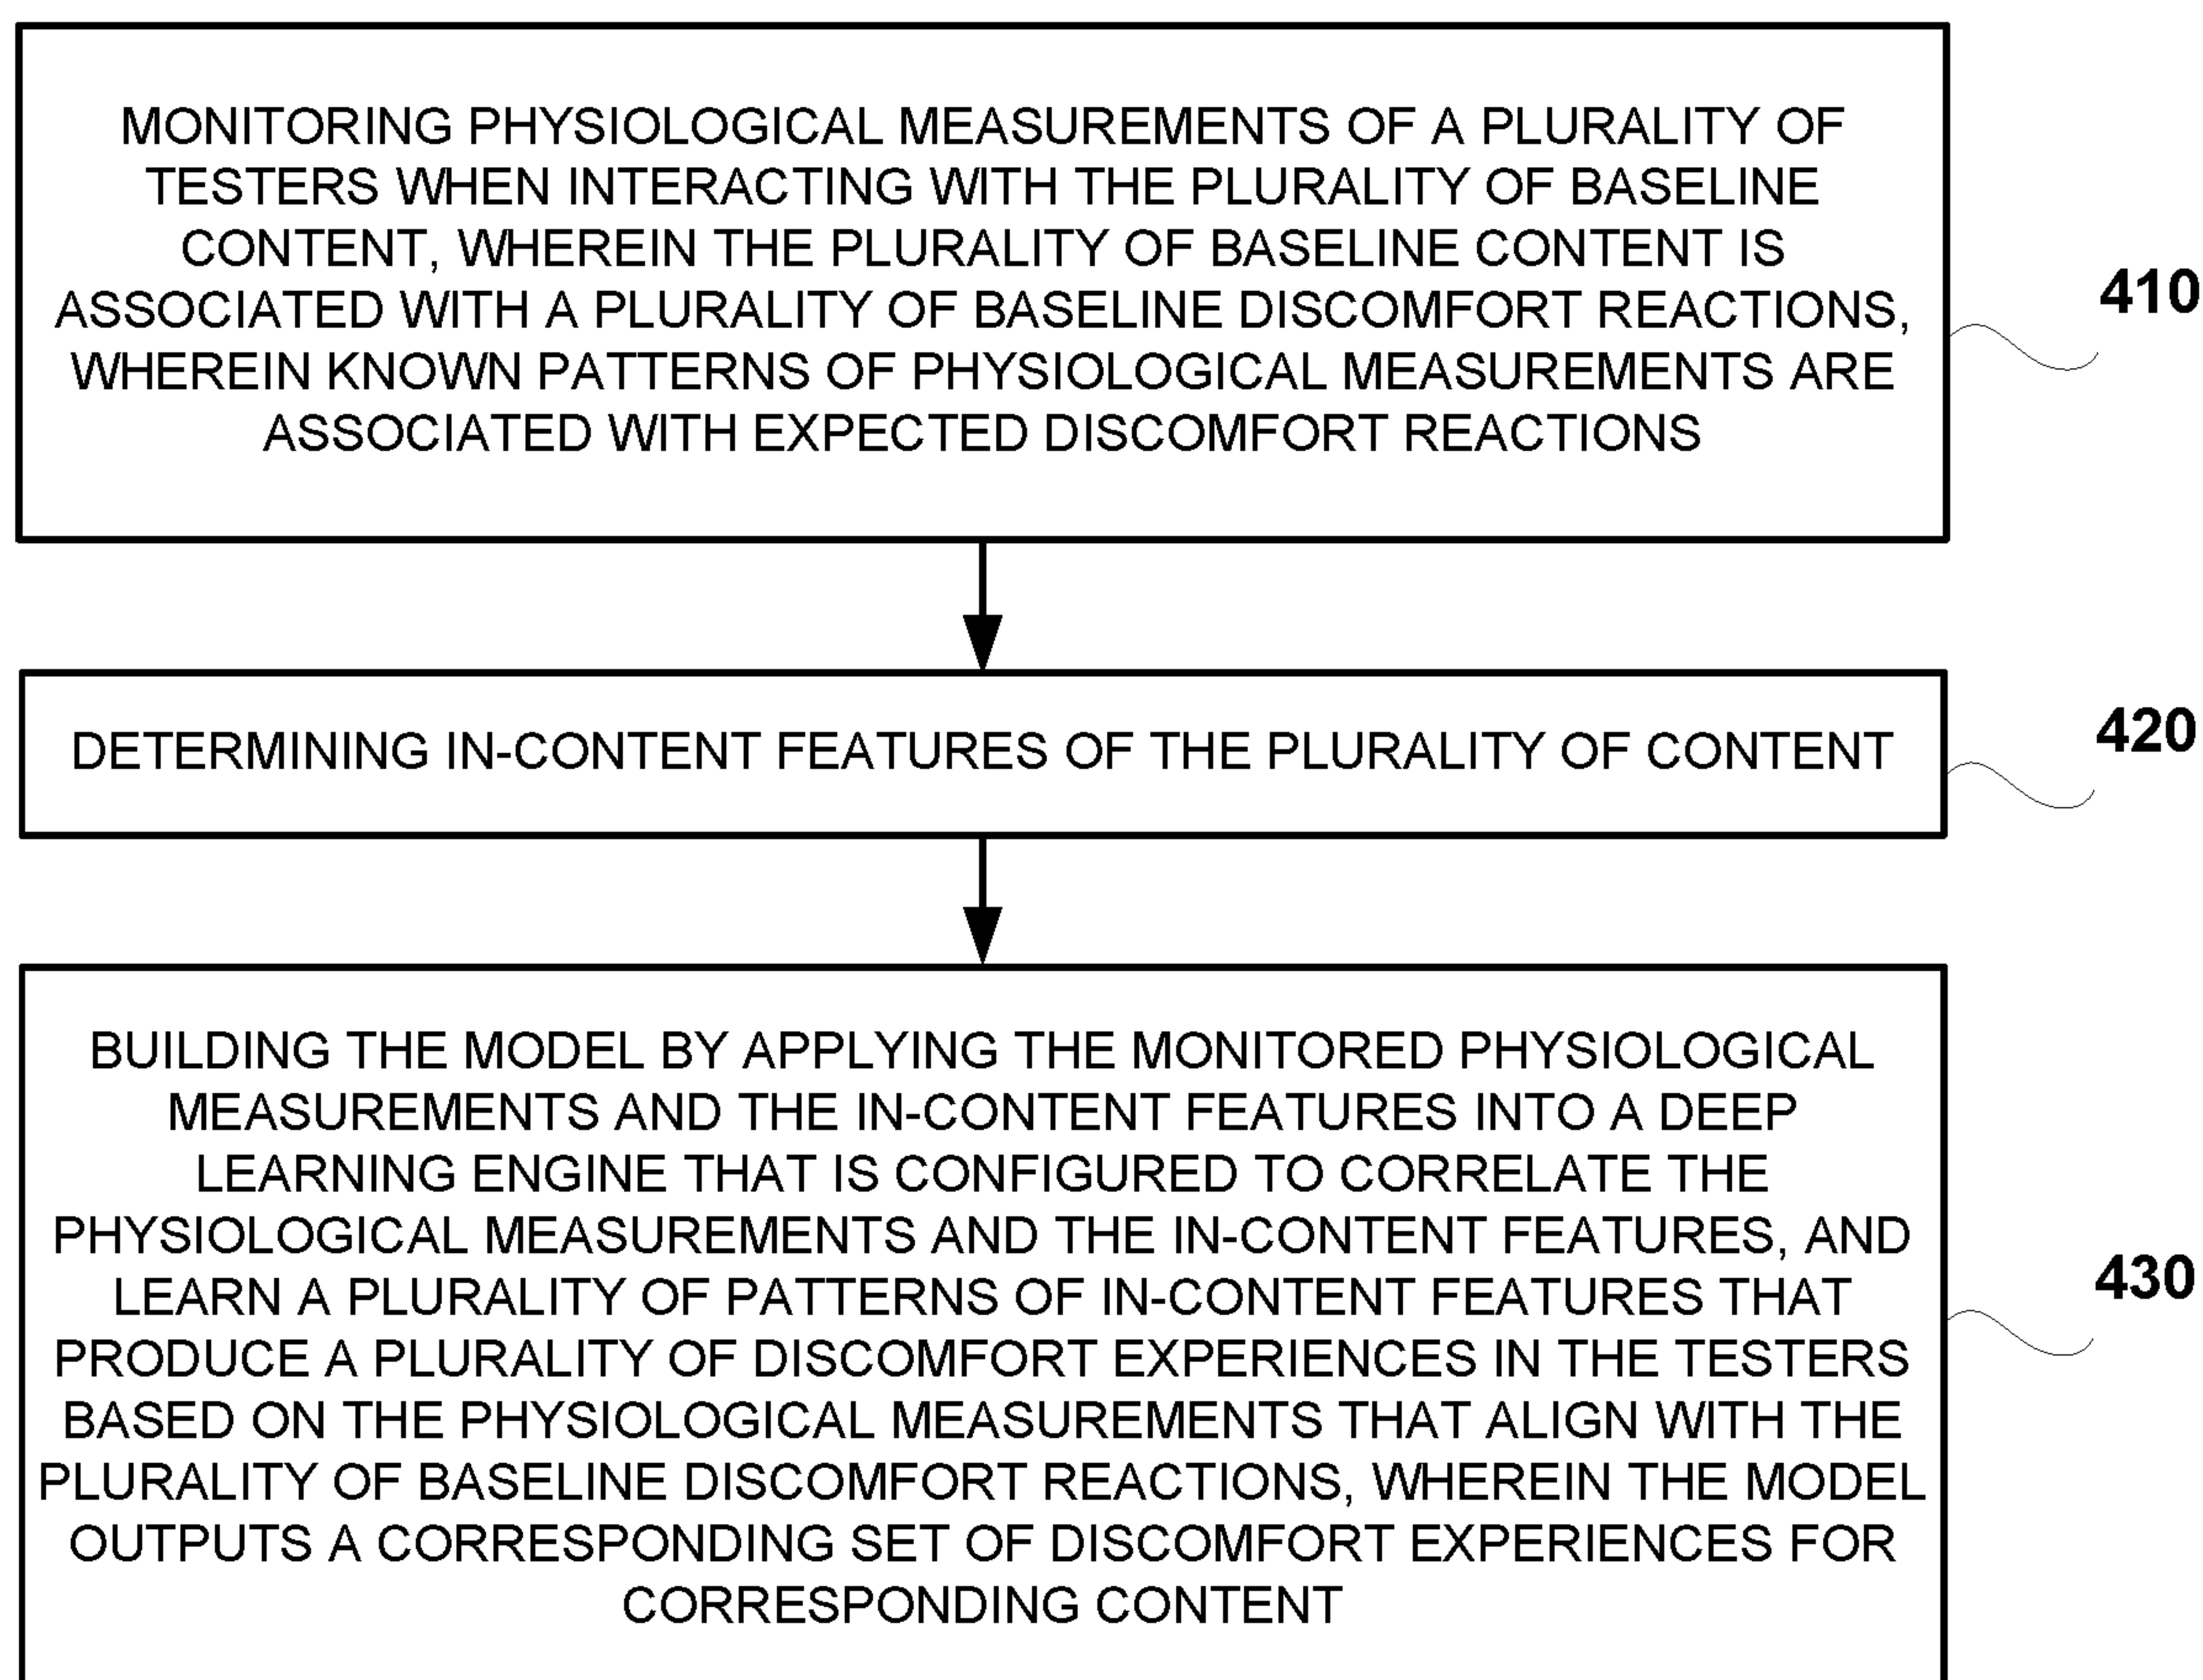 MONITORING PHYSIOLOGICAL MEASUREMENTS OF A PLURALITY OF
TESTERS WHEN INTERACTING WITH THE PLURALITY OF BASELINE
CONTENT, WHEREIN THE PLURALITY OF BASELINE CONTENT IS
ASSOCIATED WITH A PLURALITY OF BASELINE DISCOMFORT REACTIONS,
WHEREIN KNOWN PATTERNS OF PHYSIOLOGICAL MEASUREMENTS ARE
ASSOCIATED WITH EXPECTED DISCOMFORT REACTIONS
410
DETERMINING IN-CONTENT FEATURES OF THE PLURALITY OF CONTENT
420
BUILDING THE MODEL BY APPLYING THE MONITORED PHYSIOLOGICAL
MEASUREMENTS AND THE IN-CONTENT FEATURES INTO A DEEP
LEARNING ENGINE THAT IS CONFIGURED TO CORRELATE THE
PHYSIOLOGICAL MEASUREMENTS AND THE IN-CONTENT FEATURES, AND
LEARN A PLURALITY OF PATTERNS OF IN-CONTENT FEATURES THAT
PRODUCE A PLURALITY OF DISCOMFORT EXPERIENCES IN THE TESTERS
BASED ON THE PHYSIOLOGICAL MEASUREMENTS THAT ALIGN WITH THE
PLURALITY OF BASELINE DISCOMFORT REACTIONS, WHEREIN THE MODEL
OUTPUTS A CORRESPONDING SET OF DISCOMFORT EXPERIENCES FOR
CORRESPONDING CONTENT
430